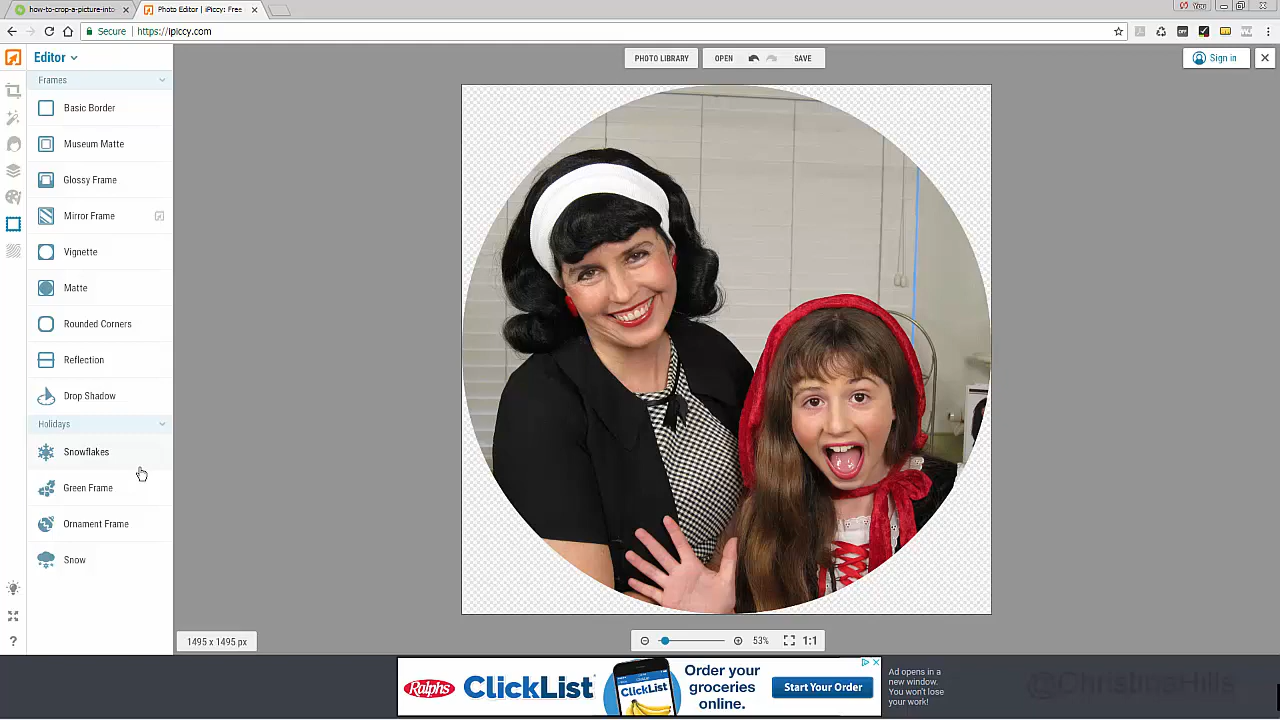 how-to-crop-a-picture-into
Photo Editor | iPiccy: Free
You
Secure
https://ipiccy.com
Editor
PHOTO LIBRARY
OPEN
SAVE
Sign in
Frames
Basic Border
Museum Matte
Glossy Frame
Mirror Frame
Vignette
Matte
Rounded Corners
Reflection
Drop Shadow
Holidays
Snowflakes
Green Frame
Ornament Frame
Snow
?
1495 x 1495 px
53%
1:1
Ralphs
ClickList
ClickList
Order your
groceries
online.
Start Your Order
Ad opens in a
new window.
You won't lose
your work!
@ChristinaHills